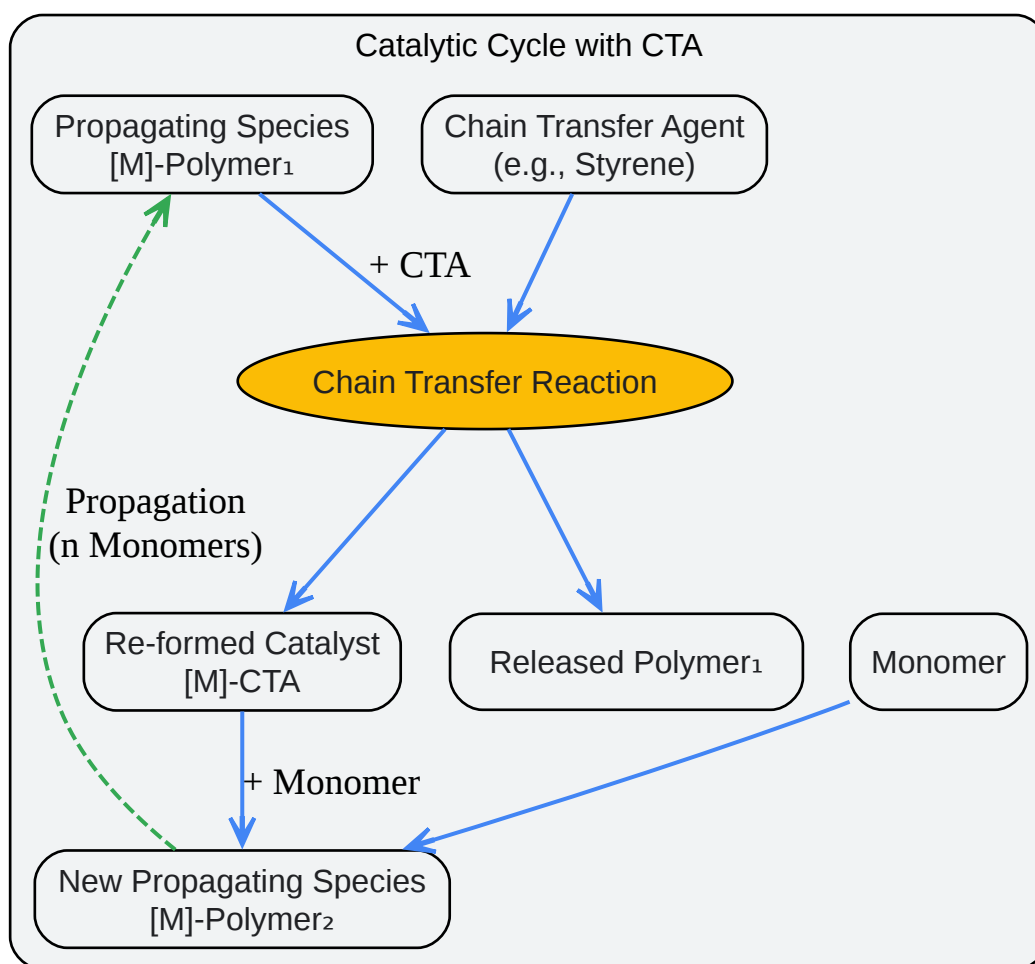 Catalytic Cycle with CTA
Propagating Species
[M]-Polymer₁
Chain Transfer Agent
(e.g., Styrene)
+ CTA
Chain Transfer Reaction
Propagation
(n Monomers)
Re-formed Catalyst
[M]-CTA
Released Polymer₁
Monomer
+ Monomer
New Propagating Species
[M]-Polymer₂